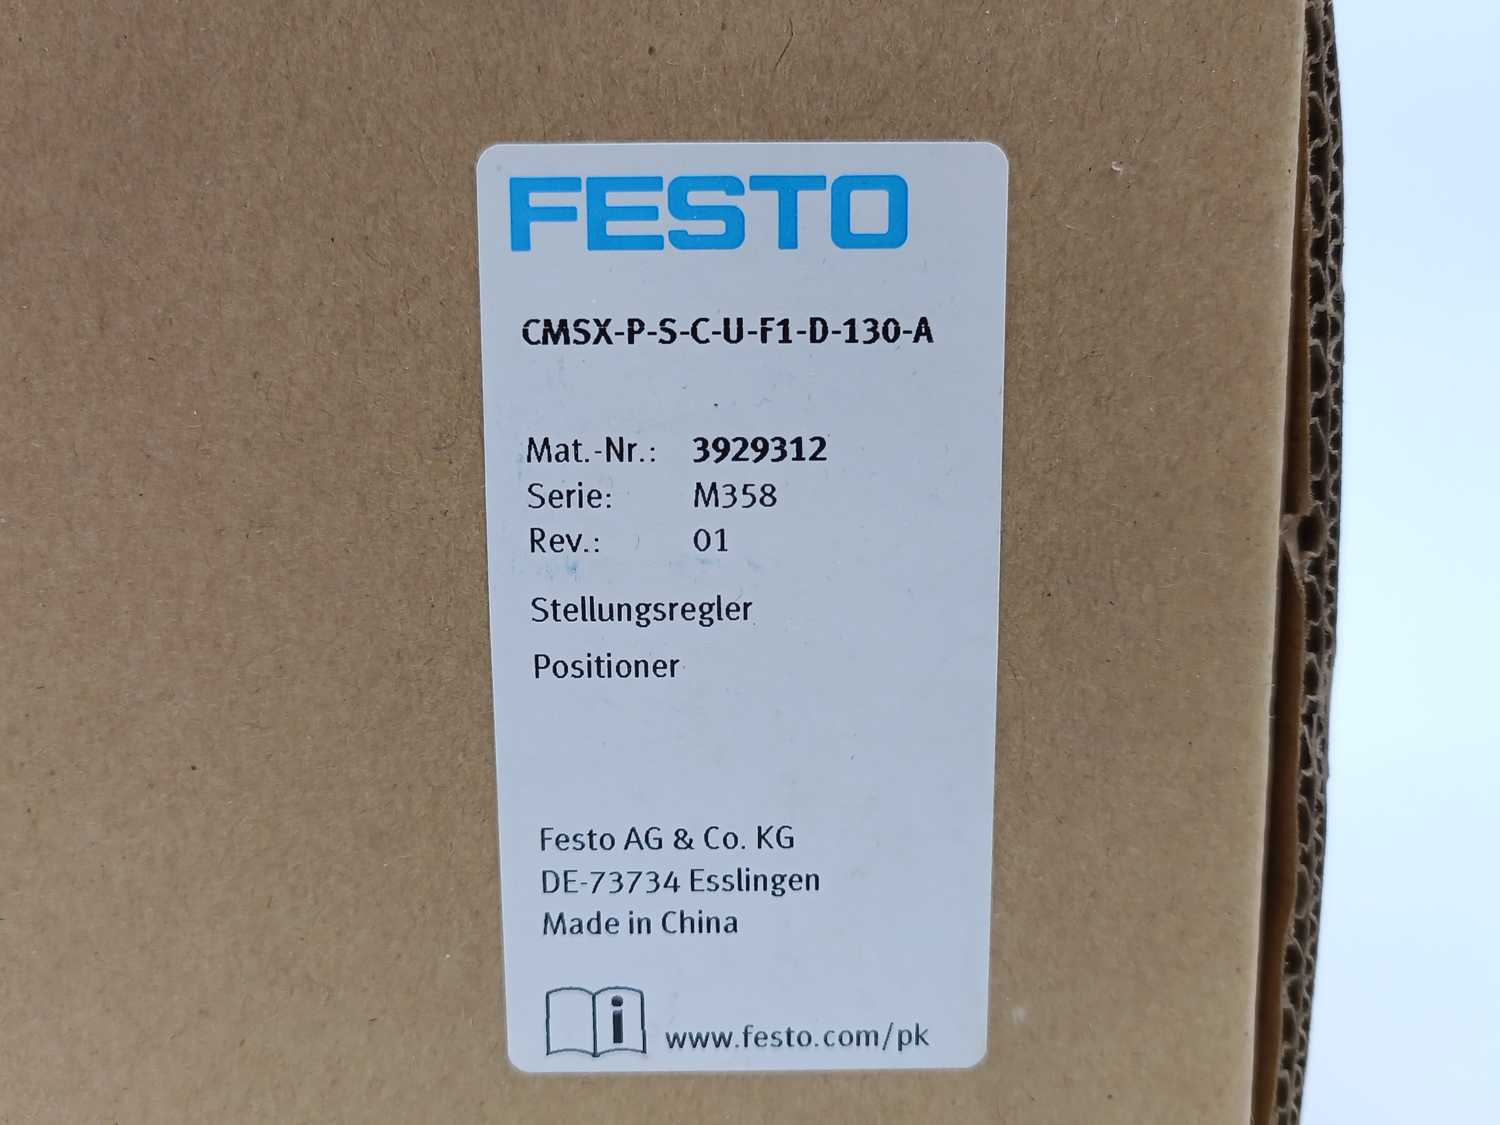 FESTO
CMSX-P-S-C-U-F1-D-130-A
Mat.-Nr.: 3929312
Serie: M358
Rev.: 01
Stellungsregler
Positioner
Festo AG & Co. KG
DE-73734 Esslingen
Made in China
i www.festo.com/pk